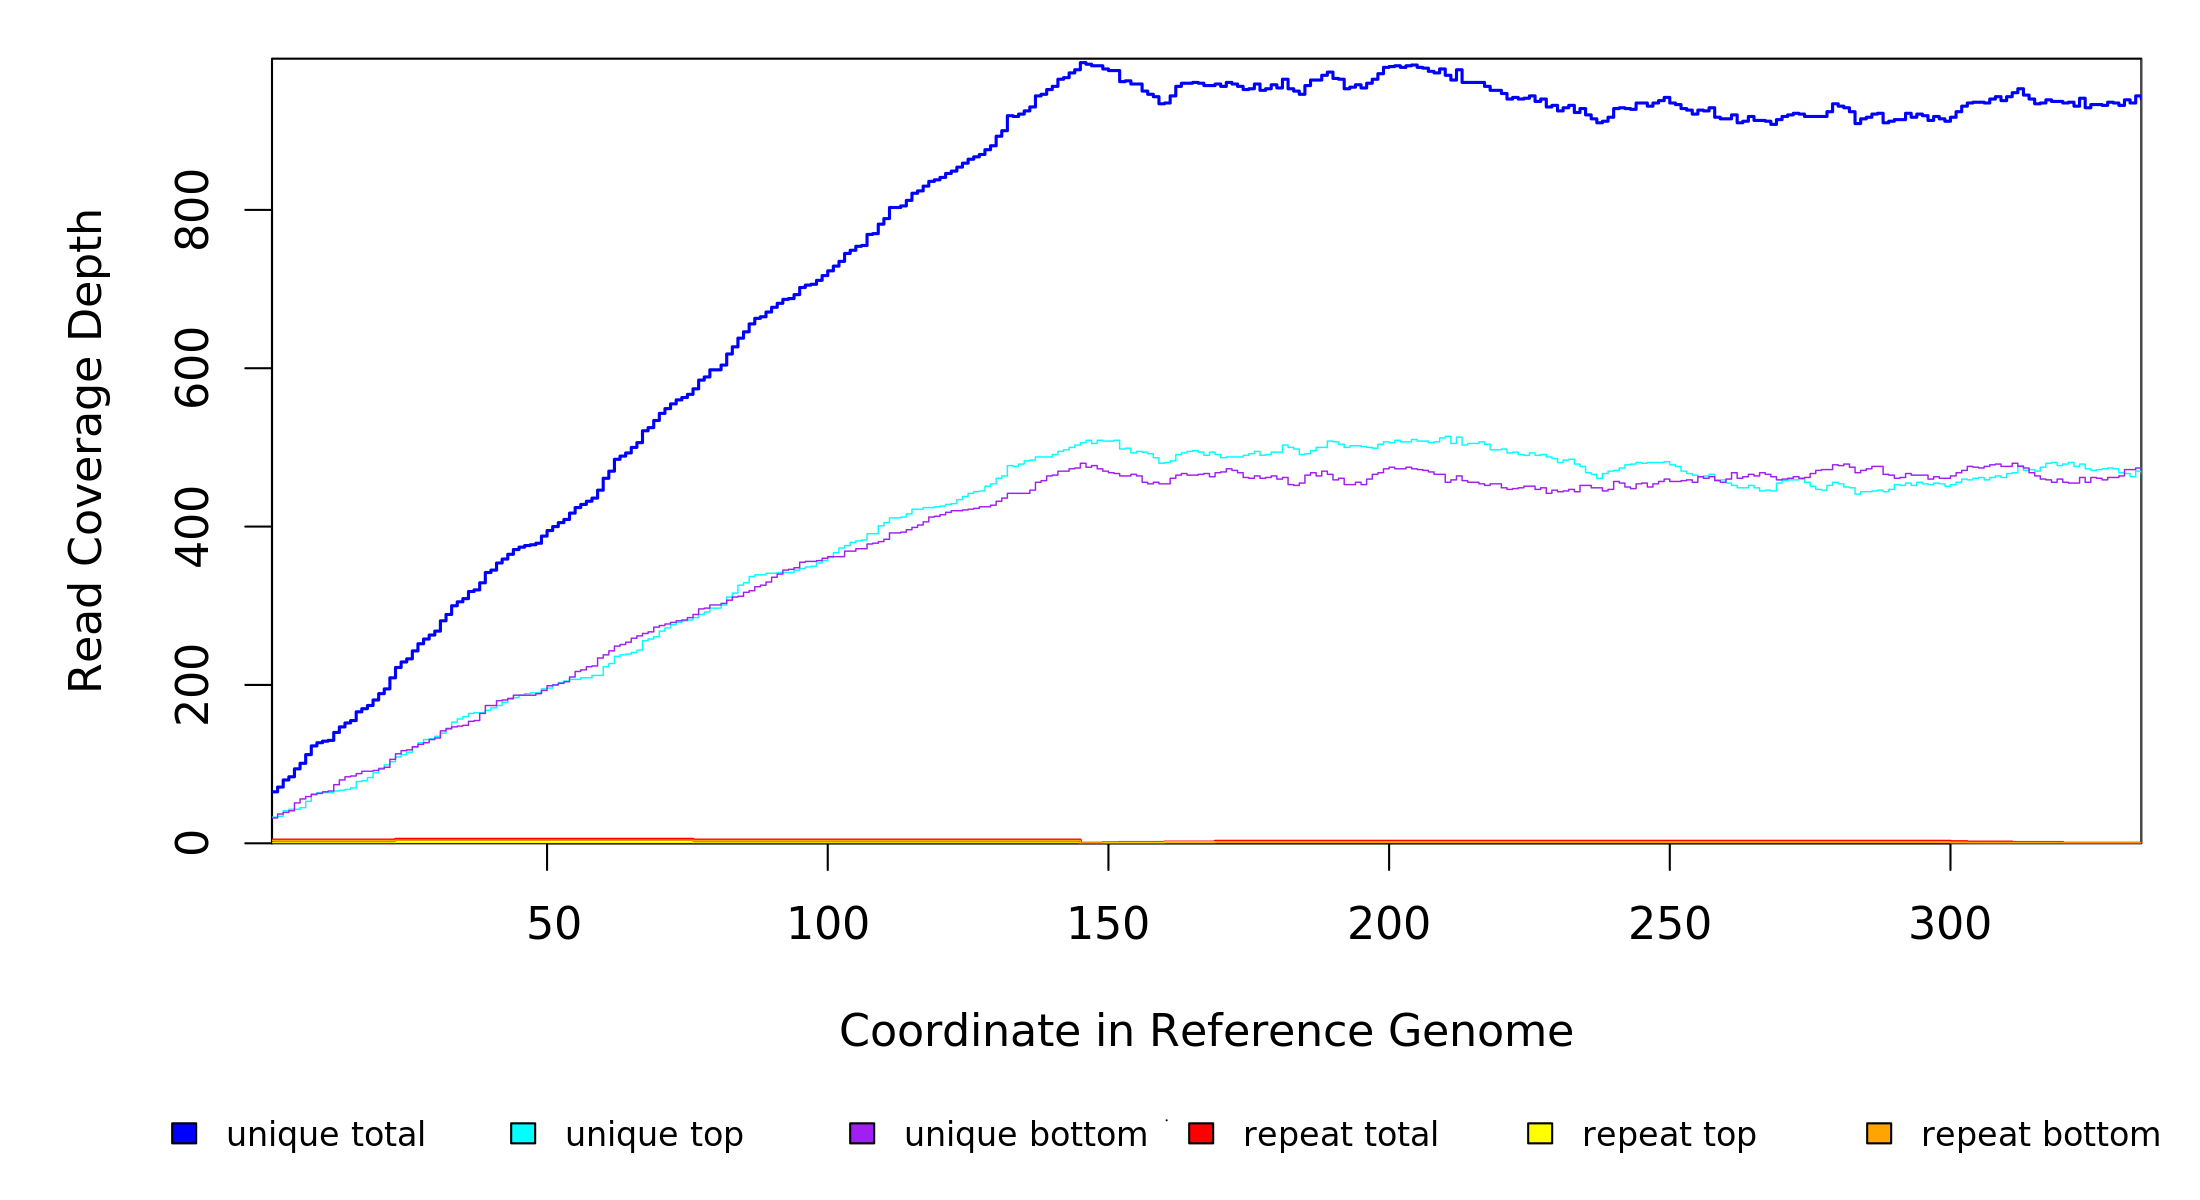 Read Coverage Depth
800
600
400
200
0
50 100 150 200 250 300
Coordinate in Reference Genome
unique total unique top unique bottom repeat total repeat top repeat bottom